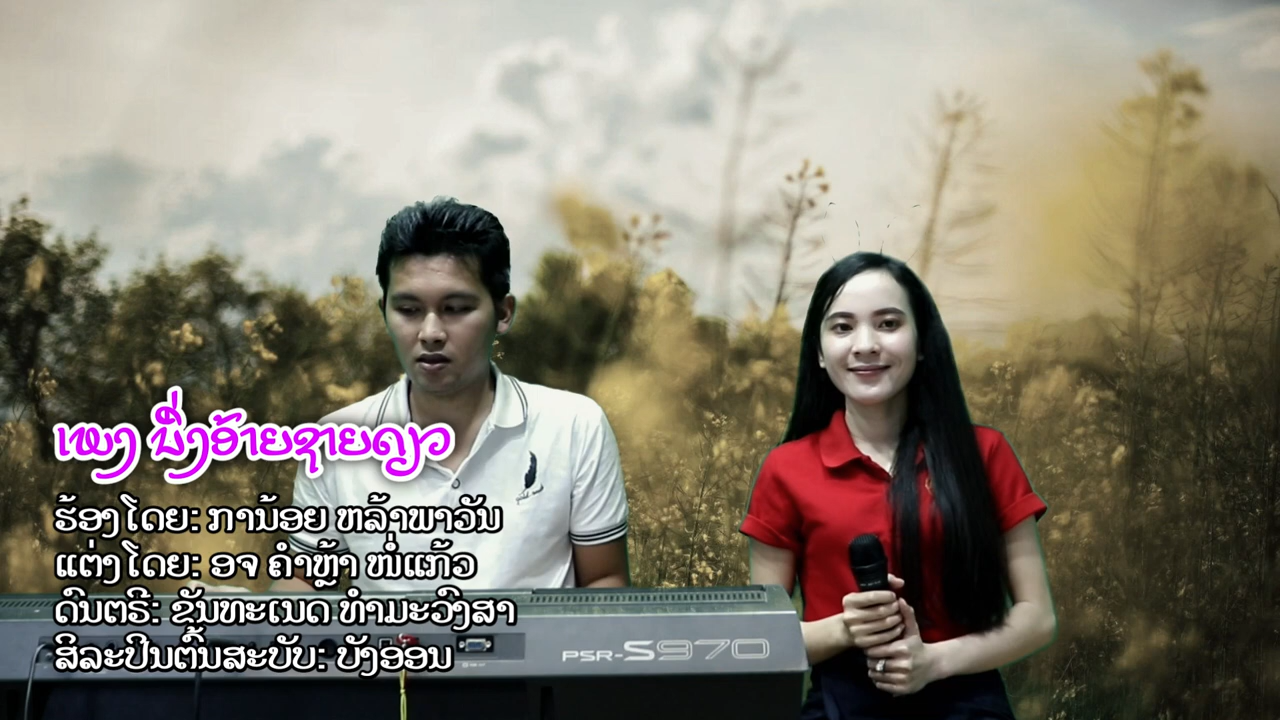 ເພງ ພຶ່ງອ້າຍຊາຍດຽວ
ຮ້ອງໂດຍ: ການ້ອຍ ຫລ້າພາວັນ
ແຕ່ງໂດຍ: ອຈ ຄຳຫຼ້າ ໜໍ່ແກ້ວ
ດົນຕຣີ: ຂັນທະເນດ ທຳມະວົງສາ
ສິລະປີນຕົ້ນສະບັບ: ບັງອອນ
PSR-S970